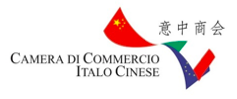 意中商会
CAMERA DI COMMERCIO
ITALO CINESE